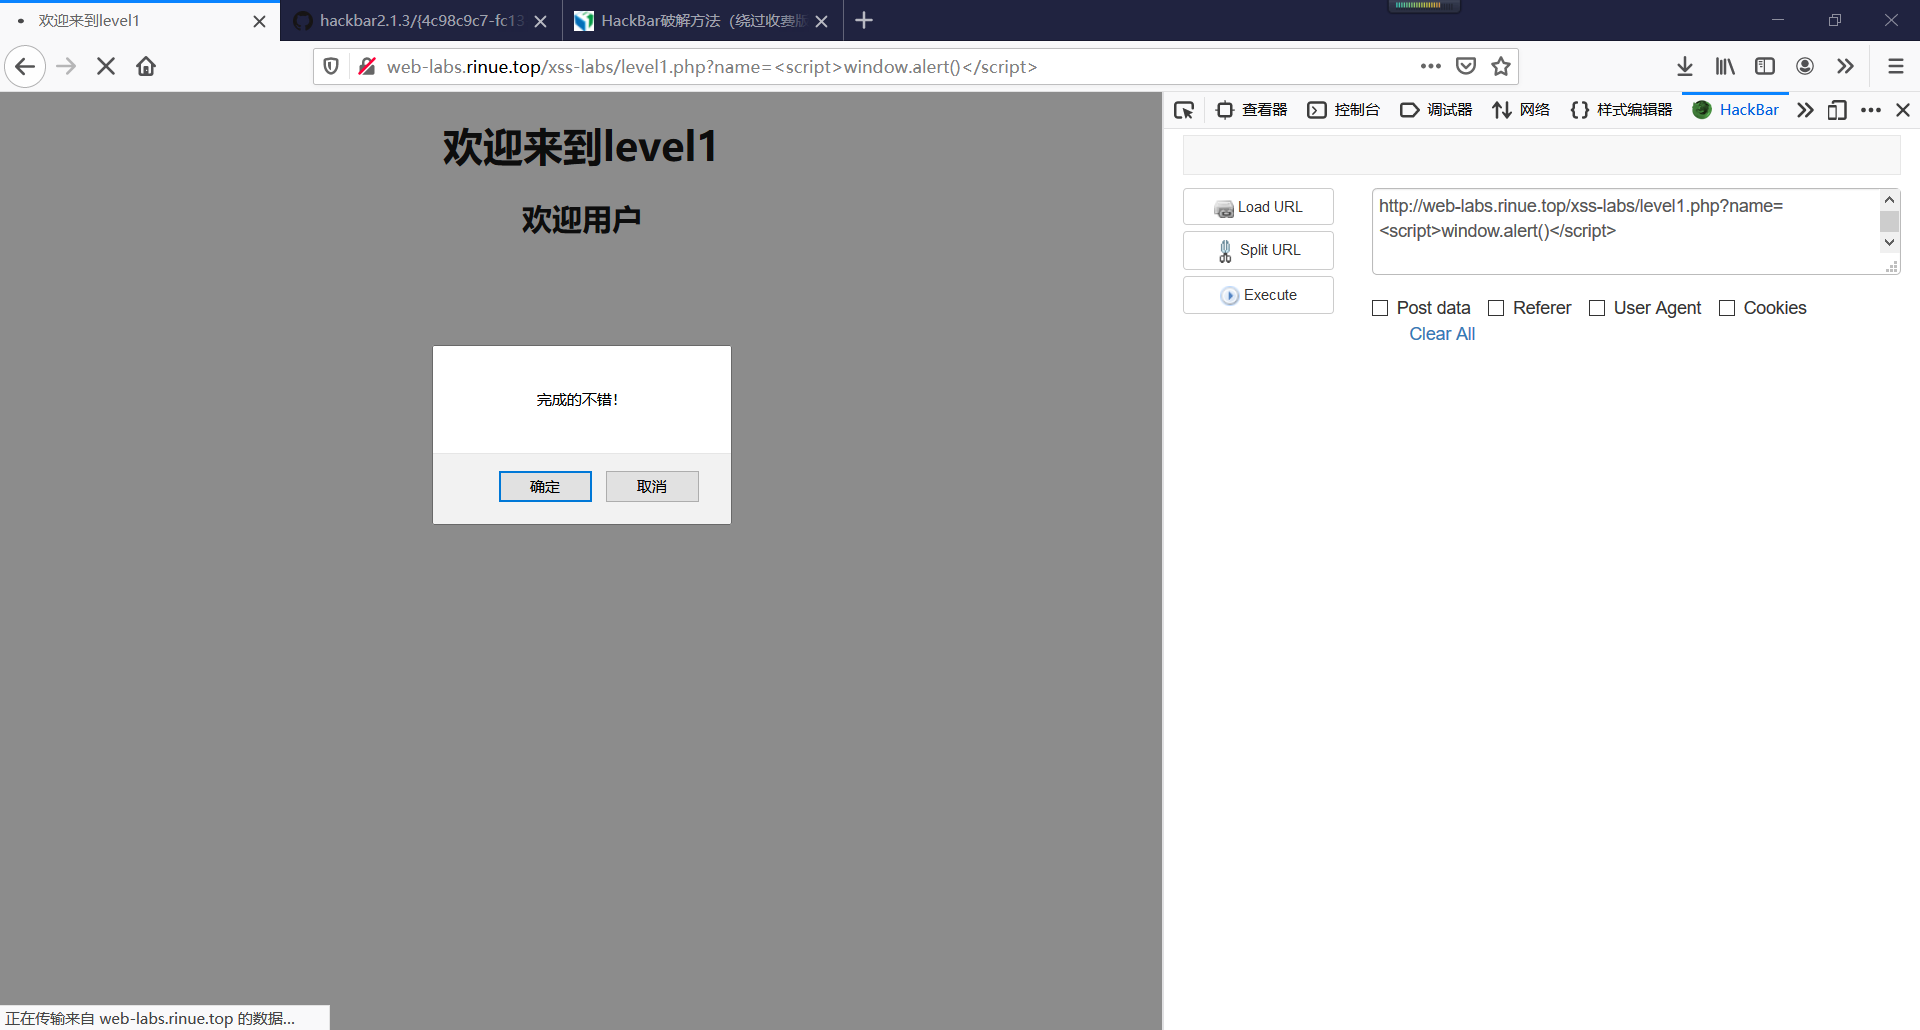 欢迎来到level1
hackbar2.1.3/{4c98c9c7-fc13
HackBar破解方法（绕过收费版
web-labs.rinue.top/xss-labs/level1.php?name=<script>window.alert()</script>
欢迎来到level1
欢迎用户
完成的不错！
确定 取消
正在传输来自 web-labs.rinue.top 的数据...
查看器 控制台 调试器 网络 样式编辑器 HackBar
Load URL
Split URL
Execute
http://web-labs.rinue.top/xss-labs/level1.php?name=
<script>window.alert()</script>
Post data Referer User Agent Cookies
Clear All